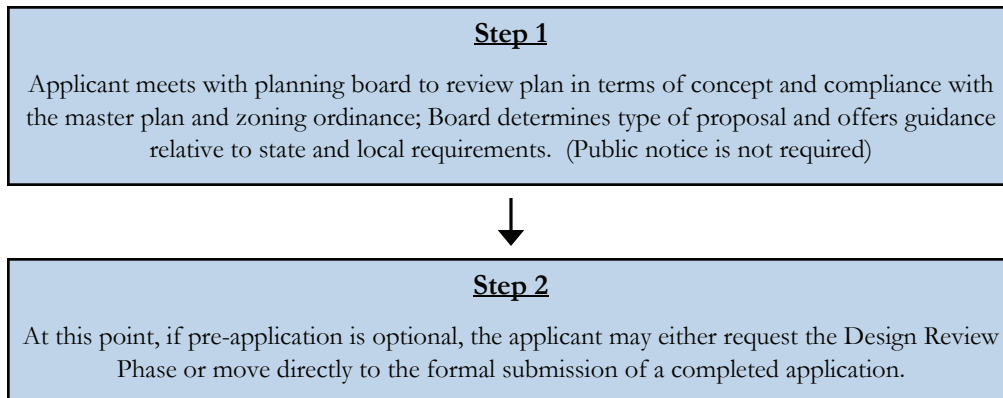 Step 1
Applicant meets with planning board to review plan in terms of concept and compliance with
the master plan and zoning ordinance; Board determines type of proposal and offers guidance
relative to state and local requirements.  (Public notice is not required)
Step 2
At this point, if pre-application is optional, the applicant may either request the Design Review
Phase or move directly to the formal submission of a completed application.